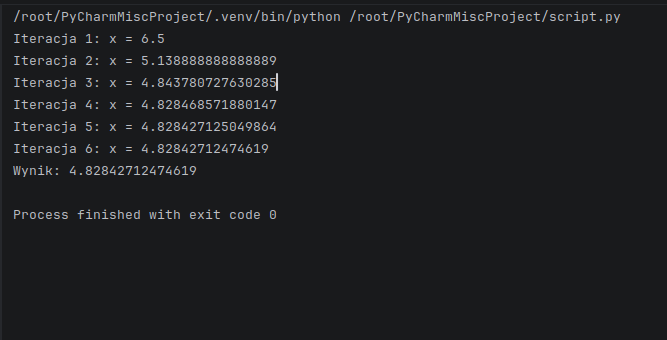 /root/PyCharmMiscProject/.venv/bin/python /root/PyCharmMiscProject/script.py
Iteracja 1: x = 6.5
Iteracja 2: x = 5.138888888888889
Iteracja 3: x = 4.843780727630285
Iteracja 4: x = 4.828468571880147
Iteracja 5: x = 4.828427125049864
Iteracja 6: x = 4.82842712474619
Wynik: 4.82842712474619
Process finished with exit code 0